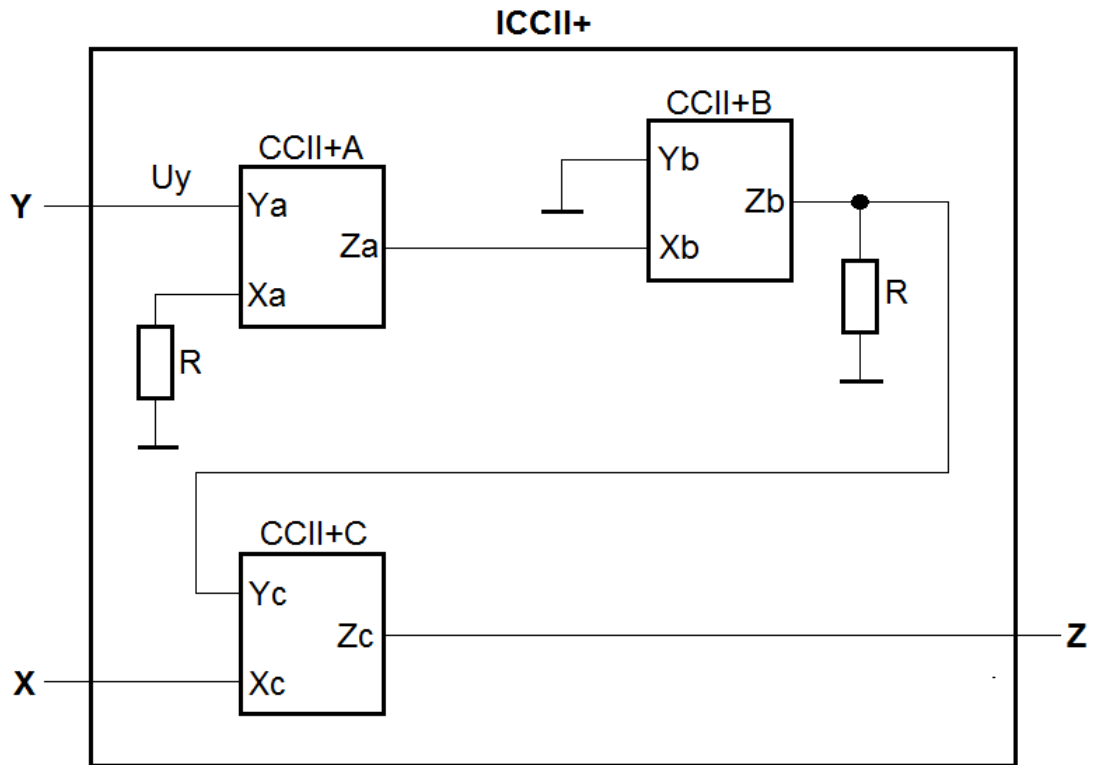 ICCII+
CCII+B
CCII+A
Yb
Uy
Y
Ya
Zb
Za
Xb
Xa
R
R
CCII+C
Yc
Zc
Z
X
Xc